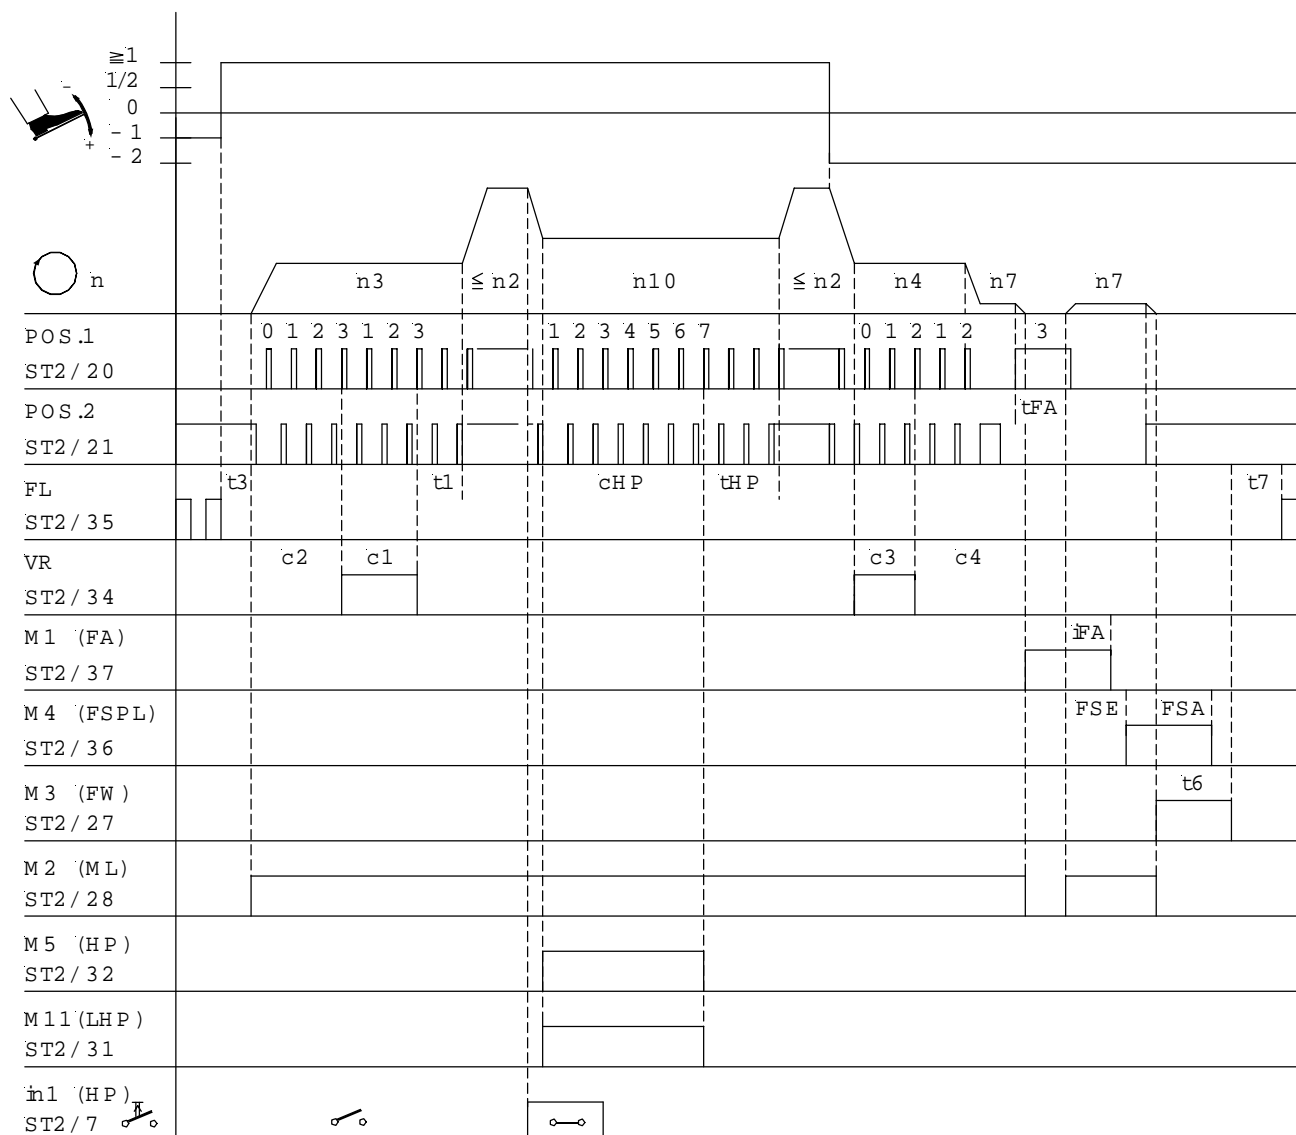 ≧1
1/2
0
-1
-2
-
+
n
n3 ≤ n2 n10 ≤ n2 n4 n7 n7
POS.1 0 1 2 3 1 2 3 1 2 3 4 5 6 7 0 1 2 1 2 3
ST2/20
POS.2 tFA
ST2/21
FL t3 t1 cHP tHP t7
ST2/35
VR c2 c1 c3 c4
ST2/34
M1 (FA) iFA
ST2/37
M4 (FSPL) FSE FSA
ST2/36
M3 (FW) t6
ST2/27
M2 (ML)
ST2/28
M5 (HP)
ST2/32
M11(LHP)
ST2/31
in1 (HP)
ST2/7